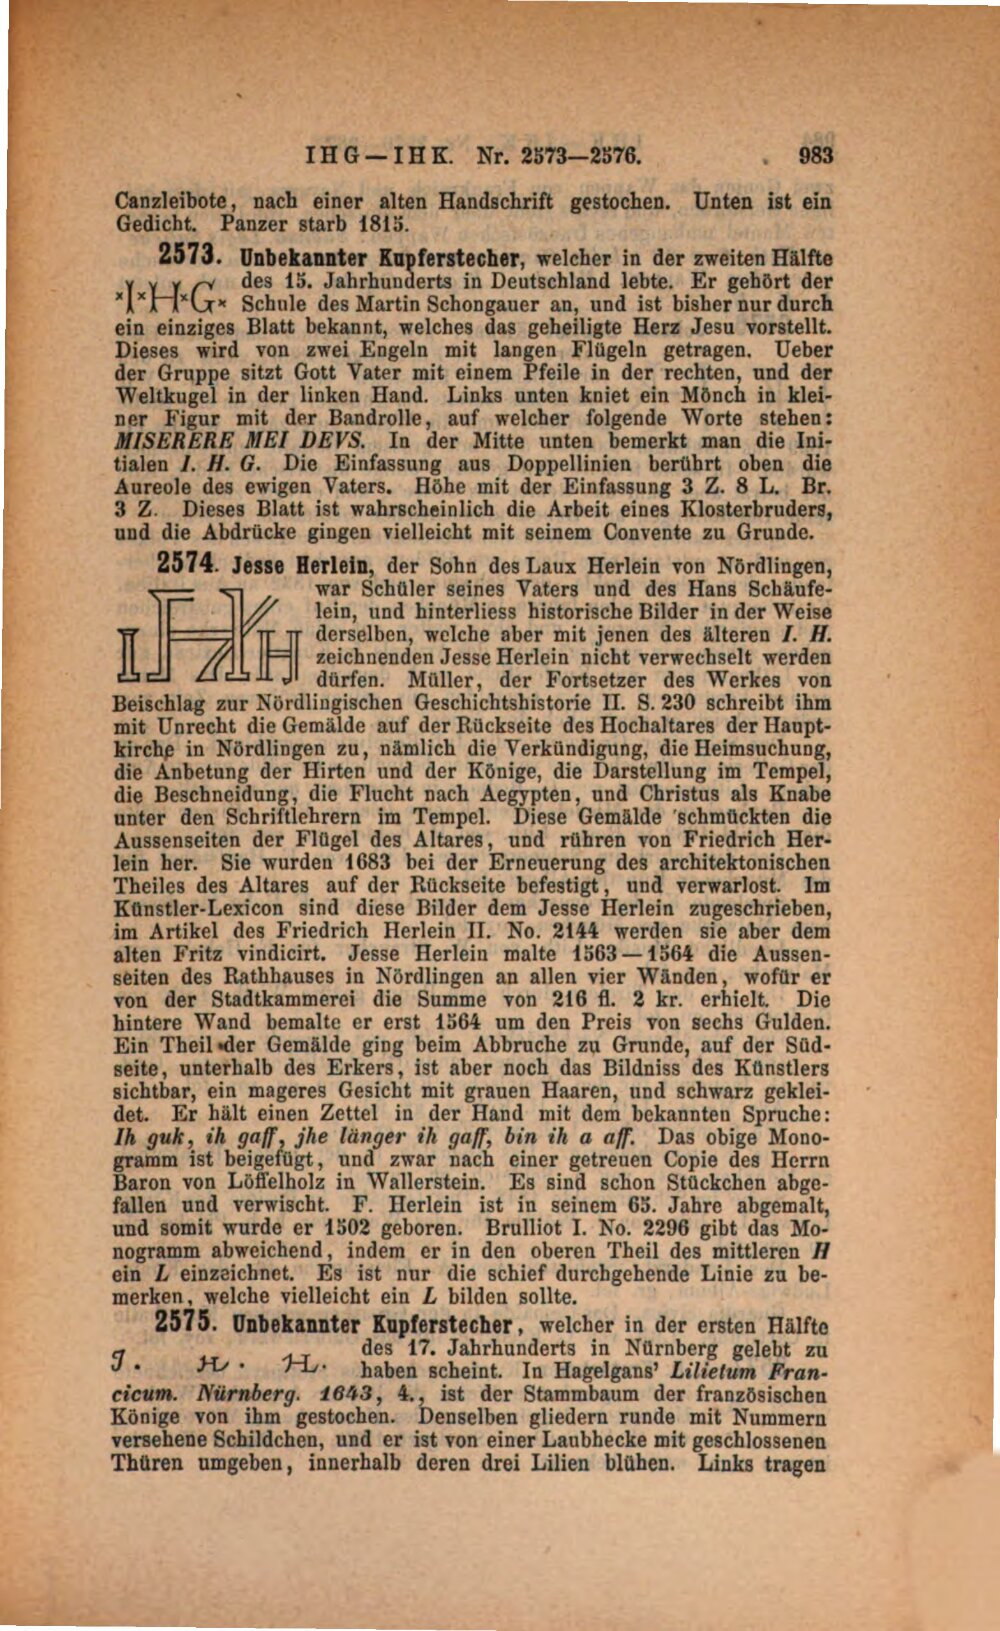 IHG—IHK. Nr. 2573—2576. 983
Canzleibote, nach einer alten Handschrift gestochen. Unten ist ein
Gedicht. Panzer starb 1815.
2573. Unbekannter Kupferstecher, welcher in der zweiten Hälfte
des 15. Jahrhunderts in Deutschland lebte. Er gehört der
×I×H×G× Schule des Martin Schongauer an, und ist bisher nur durch
ein einziges Blatt bekannt, welches das geheiligte Herz Jesu vorstellt.
Dieses wird von zwei Engeln mit langen Flügeln getragen. Ueber
der Gruppe sitzt Gott Vater mit einem Pfeile in der rechten, und der
Weltkugel in der linken Hand. Links unten kniet ein Mönch in klei-
ner Figur mit der Bandrolle, auf welcher folgende Worte stehen:
MISERERE MEI DEVS. In der Mitte unten bemerkt man die Ini-
tialen I. H. G. Die Einfassung aus Doppellinien berührt oben die
Aureole des ewigen Vaters. Höhe mit der Einfassung 3 Z. 8 L. Br.
3 Z. Dieses Blatt ist wahrscheinlich die Arbeit eines Klosterbruders,
und die Abdrücke gingen vielleicht mit seinem Convente zu Grunde.
2574. Jesse Herlein, der Sohn des Laux Herlein von Nördlingen,
war Schüler seines Vaters und des Hans Schäufe-
lein, und hinterliess historische Bilder in der Weise
derselben, welche aber mit jenen des älteren I. H.
zeichnenden Jesse Herlein nicht verwechselt werden
dürfen. Müller, der Fortsetzer des Werkes von
Beischlag zur Nördlingischen Geschichtshistorie II. S. 230 schreibt ihm
mit Unrecht die Gemälde auf der Rückseite des Hochaltares der Haupt-
kirche in Nördlingen zu, nämlich die Verkündigung, die Heimsuchung,
die Anbetung der Hirten und der Könige, die Darstellung im Tempel,
die Beschneidung, die Flucht nach Aegypten, und Christus als Knabe
unter den Schriftlehrern im Tempel. Diese Gemälde schmückten die
Aussenseiten der Flügel des Altares, und rühren von Friedrich Her-
lein her. Sie wurden 1683 bei der Erneuerung des architektonischen
Theiles des Altares auf der Rückseite befestigt, und verwarlost. Im
Künstler-Lexicon sind diese Bilder dem Jesse Herlein zugeschrieben,
im Artikel des Friedrich Herlein II. No. 2144 werden sie aber dem
alten Fritz vindicirt. Jesse Herlein malte 1563—1564 die Aussen-
seiten des Rathhauses in Nördlingen an allen vier Wänden, wofür er
von der Stadtkammerei die Summe von 216 fl. 2 kr. erhielt. Die
hintere Wand bemalte er erst 1564 um den Preis von sechs Gulden.
Ein Theil der Gemälde ging beim Abbruche zu Grunde, auf der Süd-
seite, unterhalb des Erkers, ist aber noch das Bildniss des Künstlers
sichtbar, ein mageres Gesicht mit grauen Haaren, und schwarz geklei-
det. Er hält einen Zettel in der Hand mit dem bekannten Spruche:
Ih guk, ih gaff, jhe länger ih gaff, bin ih a aff. Das obige Mono-
gramm ist beigefügt, und zwar nach einer getreuen Copie des Herrn
Baron von Löffelholz in Wallerstein. Es sind schon Stückchen abge-
fallen und verwischt. F. Herlein ist in seinem 65. Jahre abgemalt,
und somit wurde er 1502 geboren. Brulliot I. No. 2296 gibt das Mo-
nogramm abweichend, indem er in den oberen Theil des mittleren H
ein L einzeichnet. Es ist nur die schief durchgehende Linie zu be-
merken, welche vielleicht ein L bilden sollte.
2575. Unbekannter Kupferstecher, welcher in der ersten Hälfte
des 17. Jahrhunderts in Nürnberg gelebt zu
haben scheint. In Hagelgans' Lilietum Fran-
cicum. Nürnberg. 1643, 4., ist der Stammbaum der französischen
Könige von ihm gestochen. Denselben gliedern runde mit Nummern
versehene Schildchen, und er ist von einer Laubhecke mit geschlossenen
Thüren umgeben, innerhalb deren drei Lilien blühen. Links tragen